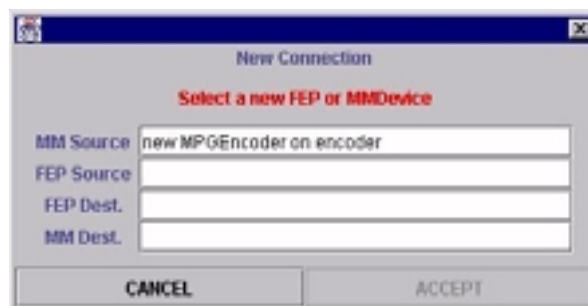 New Connection
Select a new FEP or MMDevice
MM Source new MPGEncoder on encoder
FEP Source
FEP Dest.
MM Dest.
CANCEL ACCEPT